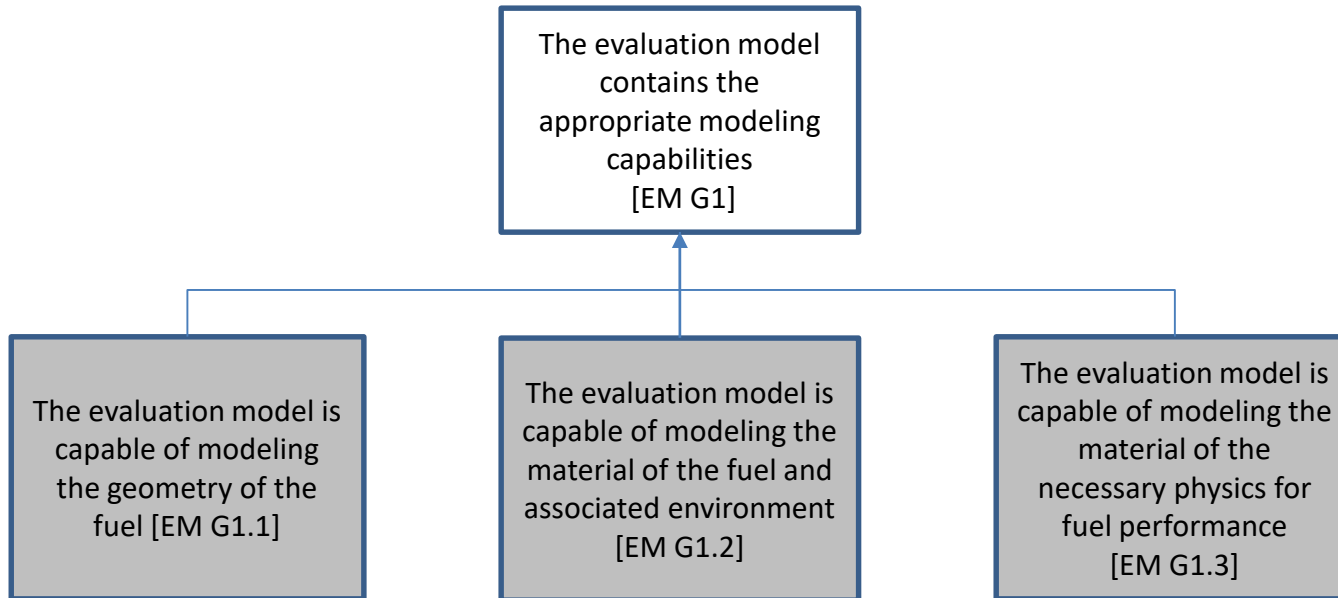 The evaluation model
contains the
appropriate modeling
capabilities
[EM G1]
The evaluation model is
capable of modeling
the geometry of the
fuel [EM G1.1]
The evaluation model is
capable of modeling the
material of the fuel and
associated environment
[EM G1.2]
The evaluation model is
capable of modeling the
material of the
necessary physics for
fuel performance
[EM G1.3]